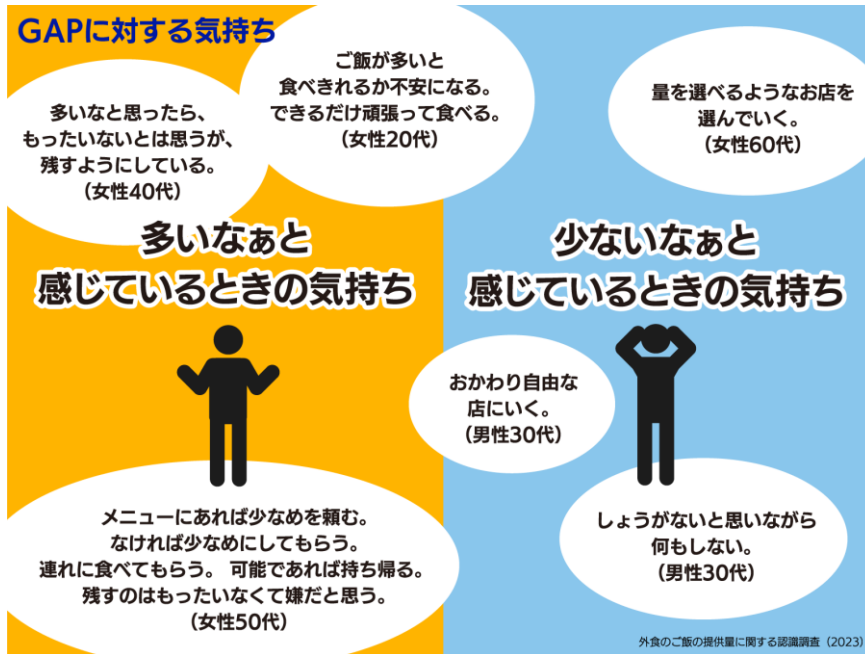 GAPに対する気持ち
ご飯が多いと
食べきれるか不安になる。
できるだけ頑張って食べる。
(女性20代)
多いなと思ったら、
もったいないとは思うが、
残すようにしている。
(女性40代)
多いなぁと
感じているときの気持ち
メニューにあれば少なめを頼む。
なければ少なめにしてもらう。
連れに食べてもらう。 可能であれば持ち帰る。
残すのはもったいなくて嫌だと思う。
(女性50代)
量を選べるようなお店を
選んでいく。
(女性60代)
少ないなぁと
感じているときの気持ち
おかわり自由な
店にいく。
(男性30代)
しょうがないと思いながら
何もしない。
(男性30代)
外食のご飯の提供量に関する認識調査(2023)